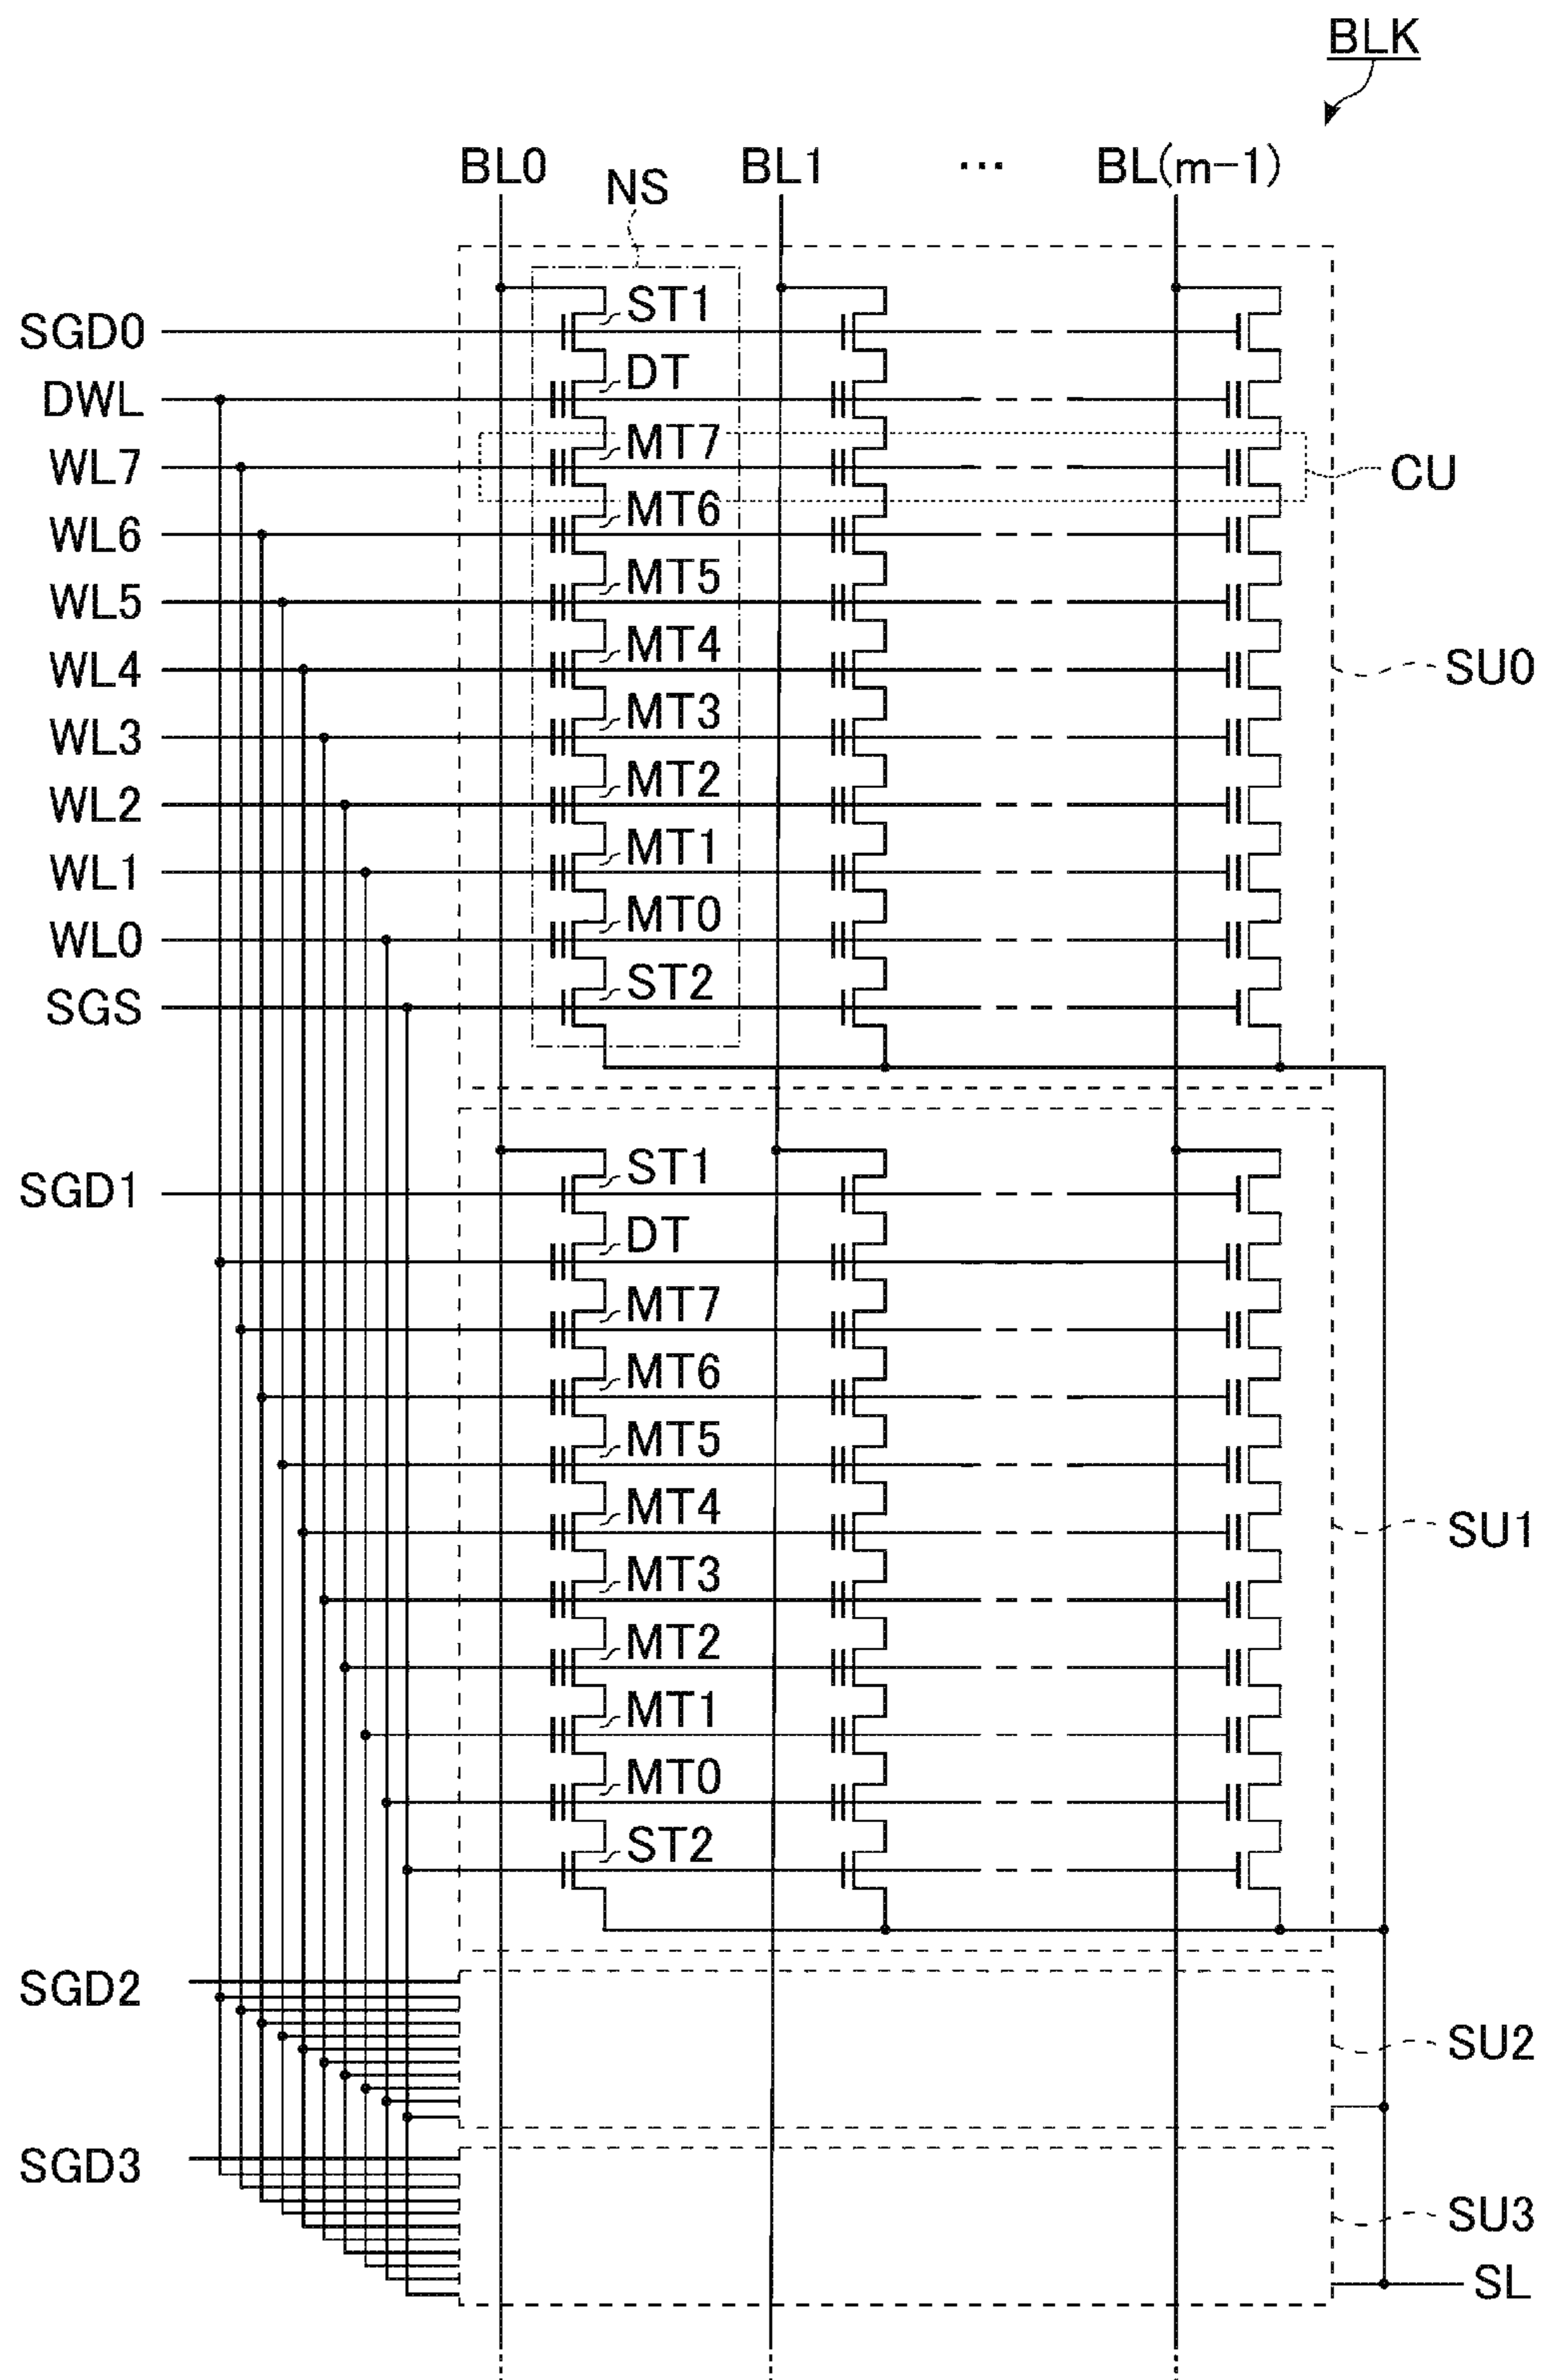 BLK
BL0 NS BL1 ... BL(m-1)
SGD0 ST1
DWL DT
WL7 MT7 CU
WL6 MT6
WL5 MT5
WL4 MT4 SU0
WL3 MT3
WL2 MT2
WL1 MT1
WL0 MT0
SGS ST2
SGD1 ST1
DT
MT7
MT6
MT5
MT4 SU1
MT3
MT2
MT1
MT0
ST2
SGD2
SU2
SGD3
SU3
SL